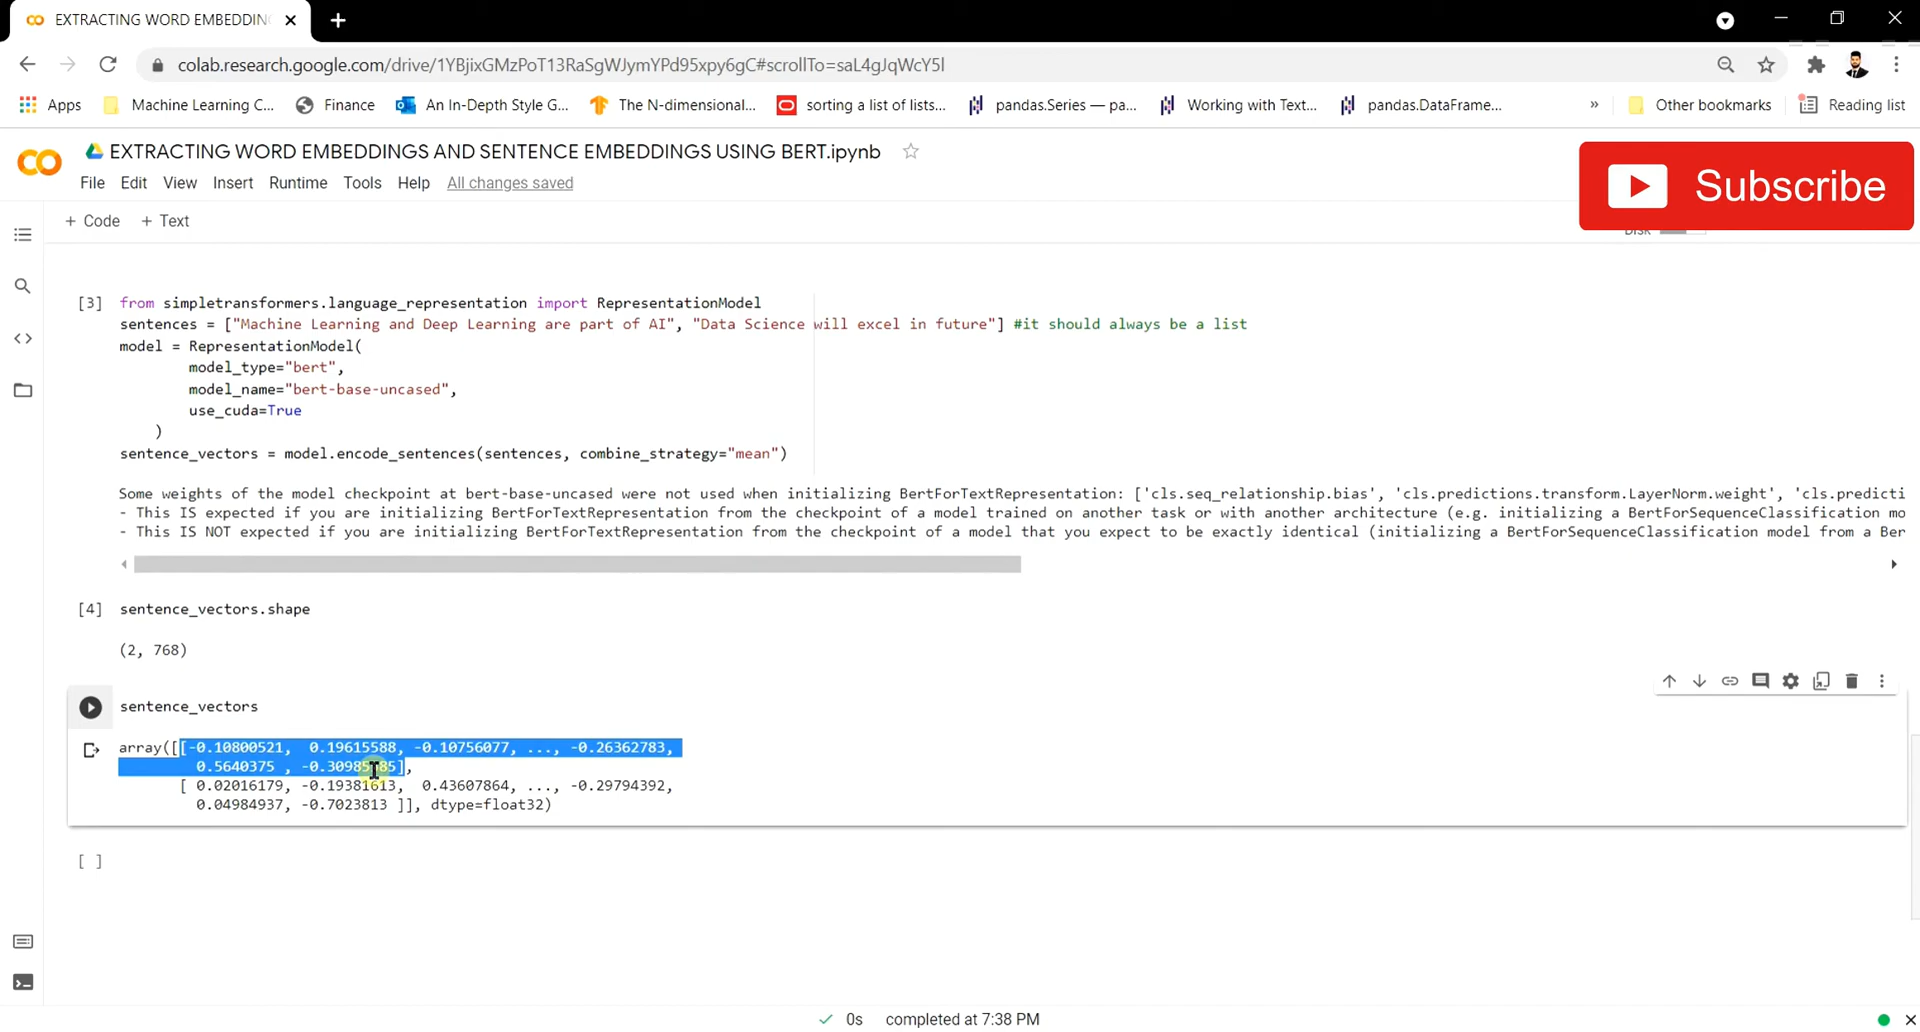 EXTRACTING WORD EMBEDDIN
colab.research.google.com/drive/1YBjixGMzPoT13RaSgWJymYPd95xpy6gC#scrollTo=saL4gJqWcY5l
Apps Machine Learning C... Finance An In-Depth Style G... The N-dimensional... sorting a list of lists... pandas.Series — pa... Working with Text... pandas.DataFrame... » Other bookmarks Reading list
EXTRACTING WORD EMBEDDINGS AND SENTENCE EMBEDDINGS USING BERT.ipynb
Subscribe
File Edit View Insert Runtime Tools Help All changes saved
+ Code + Text
Disk
[3] from simpletransformers.language_representation import RepresentationModel
sentences = ["Machine Learning and Deep Learning are part of AI", "Data Science will excel in future"] #it should always be a list
model = RepresentationModel(
model_type="bert",
model_name="bert-base-uncased",
use_cuda=True
)
sentence_vectors = model.encode_sentences(sentences, combine_strategy="mean")
Some weights of the model checkpoint at bert-base-uncased were not used when initializing BertForTextRepresentation: ['cls.seq_relationship.bias', 'cls.predictions.transform.LayerNorm.weight', 'cls.predicti
- This IS expected if you are initializing BertForTextRepresentation from the checkpoint of a model trained on another task or with another architecture (e.g. initializing a BertForSequenceClassification mo
- This IS NOT expected if you are initializing BertForTextRepresentation from the checkpoint of a model that you expect to be exactly identical (initializing a BertForSequenceClassification model from a Ber
[4] sentence_vectors.shape
(2, 768)
sentence_vectors
array([[-0.10800521, 0.19615588, -0.10756077, ..., -0.26362783,
0.5640375 ,
[ 0.02016179, -0.19381613, 0.43607864, ..., -0.29794392,
0.04984937, -0.7023813 ]], dtype=float32)
[ ]
0s completed at 7:38 PM